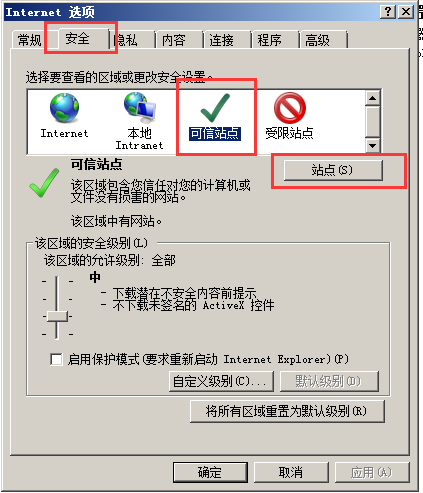 Internet 选项
常规 安全 隐私 内容 连接 程序 高级
选择要查看的区域或更改安全设置。
Internet 本地 Intranet 可信站点 受限站点
可信站点
站点(S)
该区域包含您信任对您的计算机或
文件没有损害的网站。
该区域中有网站。
该区域的安全级别(L)
该区域的允许级别: 全部
中
- 下载潜在不安全内容前提示
- 不下载未签名的 ActiveX 控件
启用保护模式(要求重新启动 Internet Explorer)(P)
自定义级别(C)... 默认级别(D)
将所有区域重置为默认级别(R)
确定 取消 应用(A)